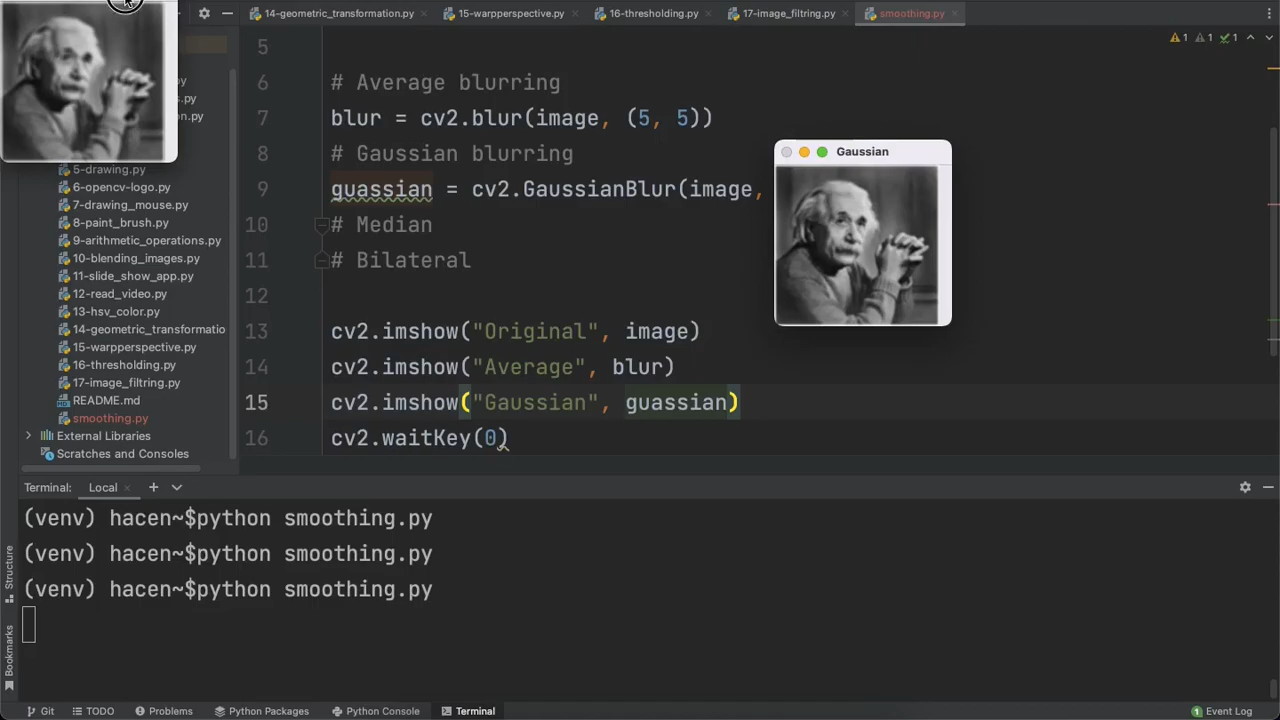 14-geometric_transformation.py
15-warpperspective.py
16-thresholding.py
17-image_filtring.py
smoothing.py
1
1
1
5
6 # Average blurring
7 blur = cv2.blur(image, (5, 5))
8 # Gaussian blurring
9 guassian = cv2.GaussianBlur(image,
10 # Median
11 # Bilateral
12
13 cv2.imshow("Original", image)
14 cv2.imshow("Average", blur)
15 cv2.imshow("Gaussian", guassian)
16 cv2.waitKey(0)
Gaussian
5-drawing.py
6-opencv-logo.py
7-drawing_mouse.py
8-paint_brush.py
9-arithmetic_operations.py
10-blending_images.py
11-slide_show_app.py
12-read_video.py
13-hsv_color.py
14-geometric_transformatio
15-warpperspective.py
16-thresholding.py
17-image_filtring.py
README.md
smoothing.py
External Libraries
Scratches and Consoles
Terminal: Local
(venv) hacen~$python smoothing.py
(venv) hacen~$python smoothing.py
(venv) hacen~$python smoothing.py
Structure
Bookmarks
Git
TODO
Problems
Python Packages
Python Console
Terminal
1 Event Log